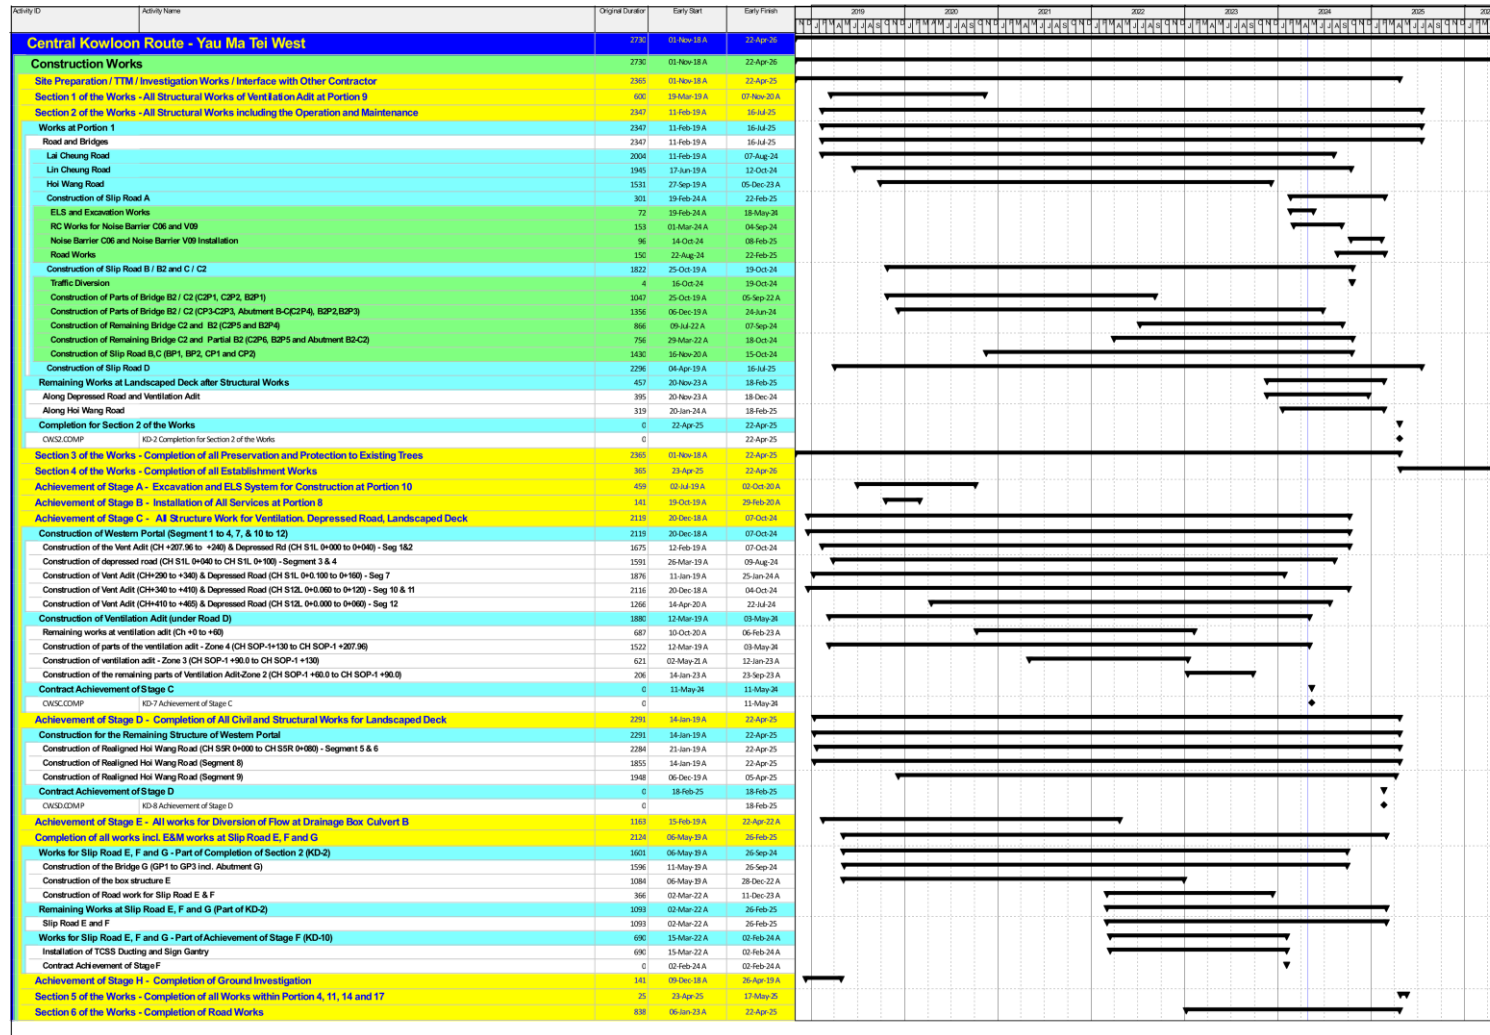 Activity ID Activity Name Original Duration Early Start Early Finish 2019 2020 2021 2022 2023 2024 2025
Central Kowloon Route - Yau Ma Tei West 2730 01-Nov-18 A 22-Apr-26
Construction Works 2730 01-Nov-18 A 22-Apr-26
Site Preparation / TTM / Investigation Works / Interface with Other Contractor 2365 01-Nov-18 A 22-Apr-25
Section 1 of the Works - All Structural Works of Ventilation Adit at Portion 9 600 19-Mar-19 A 07-Nov-20 A
Section 2 of the Works - All Structural Works including the Operation and Maintenance 2347 11-Feb-19 A 16-Jul-25
Works at Portion 1 2347 11-Feb-19 A 16-Jul-25
Road and Bridges 2347 11-Feb-19 A 16-Jul-25
Lai Cheung Road 2004 11-Feb-19 A 07-Aug-24
Lin Cheung Road 1945 17-Jun-19 A 12-Oct-24
Hoi Wang Road 1531 27-Sep-19 A 05-Dec-23 A
Construction of Slip Road A 301 19-Feb-24 A 22-Feb-25
ELS and Excavation Works 72 19-Feb-24 A 18-May-24
RC Works for Noise Barrier C06 and V09 153 01-Mar-24 A 04-Sep-24
Noise Barrier C06 and Noise Barrier V09 Installation 96 14-Oct-24 08-Feb-25
Road Works 150 22-Aug-24 22-Feb-25
Construction of Slip Road B / B2 and C / C2 1822 25-Oct-19 A 19-Oct-24
Traffic Diversion 4 16-Oct-24 19-Oct-24
Construction of Parts of Bridge B2 / C2 (C2P1, C2P2, B2P1) 1047 25-Oct-19 A 05-Sep-22 A
Construction of Parts of Bridge B2 / C2 (CP3-C2P3, Abutment B-C(C2P4), B2P2,B2P3) 1356 06-Dec-19 A 24-Jun-24
Construction of Remaining Bridge C2 and B2 (C2P5 and B2P4) 866 09-Jul-22 A 07-Sep-24
Construction of Remaining Bridge C2 and Partial B2 (C2P6, B2P5 and Abutment B2-C2) 756 29-Mar-22 A 18-Oct-24
Construction of Slip Road B,C (BP1, BP2, CP1 and CP2) 1430 16-Nov-20 A 15-Oct-24
Construction of Slip Road D 2296 04-Apr-19 A 16-Jul-25
Remaining Works at Landscaped Deck after Structural Works 457 20-Nov-23 A 18-Feb-25
Along Depressed Road and Ventilation Adit 395 20-Nov-23 A 18-Dec-24
Along Hoi Wang Road 319 20-Jan-24 A 18-Feb-25
Completion for Section 2 of the Works 0 22-Apr-25 22-Apr-25
CW.S2.COMP KD-2 Completion for Section 2 of the Works 0 22-Apr-25
Section 3 of the Works - Completion of all Preservation and Protection to Existing Trees 2365 01-Nov-18 A 22-Apr-25
Section 4 of the Works - Completion of all Establishment Works 365 23-Apr-25 22-Apr-26
Achievement of Stage A - Excavation and ELS System for Construction at Portion 10 459 02-Jul-19 A 02-Oct-20 A
Achievement of Stage B - Installation of All Services at Portion 8 141 19-Oct-19 A 29-Feb-20 A
Achievement of Stage C - All Structure Work for Ventilation. Depressed Road, Landscaped Deck 2119 20-Dec-18 A 07-Oct-24
Construction of Western Portal (Segment 1 to 4, 7, & 10 to 12) 2119 20-Dec-18 A 07-Oct-24
Construction of the Vent Adit (CH +207.96 to +240) & Depressed Rd (CH S1L 0+000 to 0+040) - Seg 1&2 1675 12-Feb-19 A 07-Oct-24
Construction of depressed road (CH S1L 0+040 to CH S1L 0+100) - Segment 3 & 4 1591 26-Mar-19 A 09-Aug-24
Construction of Vent Adit (CH+290 to +340) & Depressed Road (CH S1L 0+0.100 to 0+160) - Seg 7 1876 11-Jan-19 A 25-Jan-24 A
Construction of Vent Adit (CH+340 to +410) & Depressed Road (CH S12L 0+0.060 to 0+120) - Seg 10 & 11 2116 20-Dec-18 A 04-Oct-24
Construction of Vent Adit (CH+410 to +465) & Depressed Road (CH S12L 0+0.000 to 0+060) - Seg 12 1266 14-Apr-20 A 22-Jul-24
Construction of Ventilation Adit (under Road D) 1880 12-Mar-19 A 03-May-24
Remaining works at ventilation adit (Ch +0 to +60) 687 10-Oct-20 A 06-Feb-23 A
Construction of parts of the ventilation adit - Zone 4 (CH SOP-1+130 to CH SOP-1 +207.96) 1522 12-Mar-19 A 03-May-24
Construction of ventilation adit - Zone 3 (CH SOP-1 +90.0 to CH SOP-1 +130) 621 02-May-21 A 12-Jan-23 A
Construction of the remaining parts of Ventilation Adit-Zone 2 (CH SOP-1 +60.0 to CH SOP-1 +90.0) 206 14-Jan-23 A 23-Sep-23 A
Contract Achievement of Stage C 0 11-May-24 11-May-24
CW.SC.COMP KD-7 Achievement of Stage C 0 11-May-24
Achievement of Stage D - Completion of All Civil and Structural Works for Landscaped Deck 2291 14-Jan-19 A 22-Apr-25
Construction for the Remaining Structure of Western Portal 2291 14-Jan-19 A 22-Apr-25
Construction of Realigned Hoi Wang Road (CH S5R 0+000 to CH S5R 0+080) - Segment 5 & 6 2284 21-Jan-19 A 22-Apr-25
Construction of Realigned Hoi Wang Road (Segment 8) 1855 14-Jan-19 A 22-Apr-25
Construction of Realigned Hoi Wang Road (Segment 9) 1948 06-Dec-19 A 05-Apr-25
Contract Achievement of Stage D 0 18-Feb-25 18-Feb-25
CW.SD.COMP KD-8 Achievement of Stage D 0 18-Feb-25
Achievement of Stage E - All works for Diversion of Flow at Drainage Box Culvert B 1163 15-Feb-19 A 22-Apr-22 A
Completion of all works incl. E&M works at Slip Road E, F and G 2124 06-May-19 A 26-Feb-25
Works for Slip Road E, F and G - Part of Completion of Section 2 (KD-2) 1601 06-May-19 A 26-Sep-24
Construction of the Bridge G (GP1 to GP3 incl. Abutment G) 1596 11-May-19 A 26-Sep-24
Construction of the box structure E 1084 06-May-19 A 28-Dec-22 A
Construction of Road work for Slip Road E & F 366 02-Mar-22 A 11-Dec-23 A
Remaining Works at Slip Road E, F and G (Part of KD-2) 1093 02-Mar-22 A 26-Feb-25
Slip Road E and F 1093 02-Mar-22 A 26-Feb-25
Works for Slip Road E, F and G - Part of Achievement of Stage F (KD-10) 690 15-Mar-22 A 02-Feb-24 A
Installation of TCSS Ducting and Sign Gantry 690 15-Mar-22 A 02-Feb-24 A
Contract Achievement of Stage F 0 02-Feb-24 A 02-Feb-24 A
Achievement of Stage H - Completion of Ground Investigation 141 09-Dec-18 A 26-Apr-19 A
Section 5 of the Works - Completion of all Works within Portion 4, 11, 14 and 17 25 23-Apr-25 17-May-25
Section 6 of the Works - Completion of Road Works 838 06-Jan-23 A 22-Apr-25